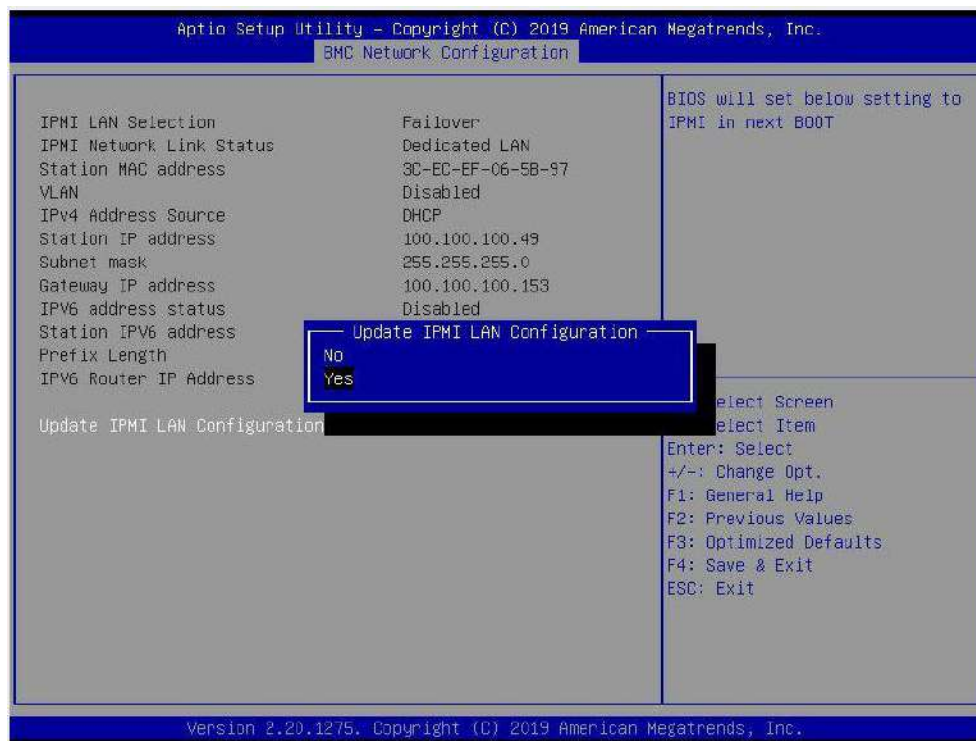 Aptio Setup Utility – Copyright (C) 2019 American Megatrends, Inc.
BMC Network Configuration
BIOS will set below setting to
IPMI in next BOOT
IPMI LAN Selection Failover
IPMI Network Link Status Dedicated LAN
Station MAC address 3C-EC-EF-06-5B-97
VLAN Disabled
IPv4 Address Source DHCP
Station IP address 100.100.100.49
Subnet mask 255.255.255.0
Gateway IP address 100.100.100.153
IPV6 address status Disabled
Station IPV6 address
Prefix Length
IPV6 Router IP Address
Update IPMI LAN Configuration
Update IPMI LAN Configuration
No
Yes
elect Screen
elect Item
Enter: Select
+/-: Change Opt.
F1: General Help
F2: Previous Values
F3: Optimized Defaults
F4: Save & Exit
ESC: Exit
Version 2.20.1275. Copyright (C) 2019 American Megatrends, Inc.